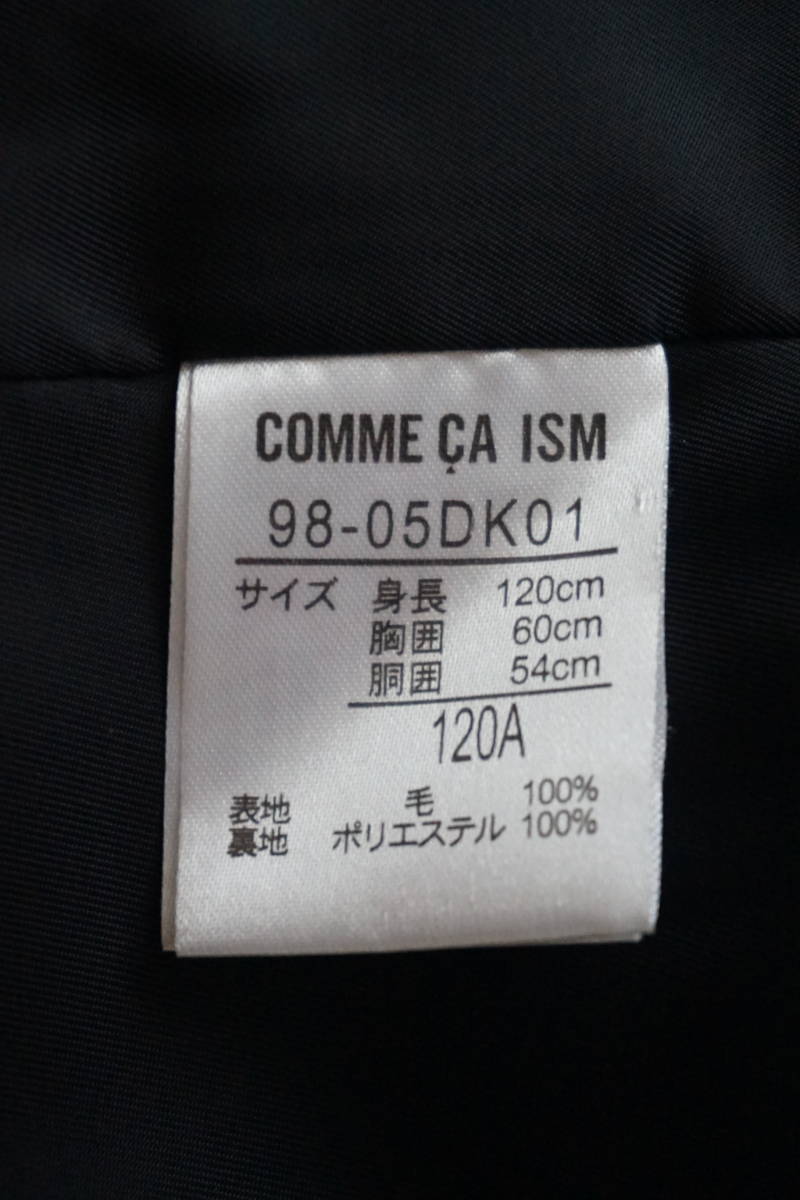 COMME ÇA ISM
98-05DK01
サイズ 身長 120cm
胸囲 60cm
胴囲 54cm
120A
表地 毛 100%
裏地 ポリエステル 100%